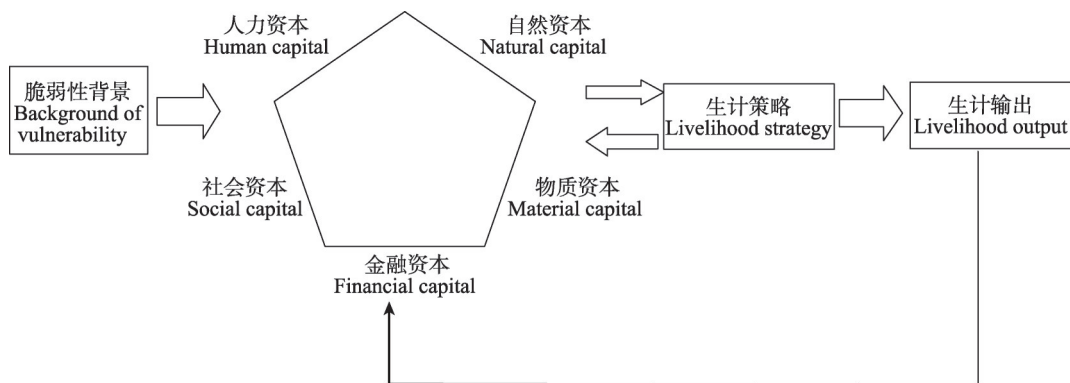 人力资本
Human capital
自然资本
Natural capital
脆弱性背景
Background of
vulnerability
生计策略
Livelihood strategy
生计输出
Livelihood output
社会资本
Social capital
物质资本
Material capital
金融资本
Financial capital